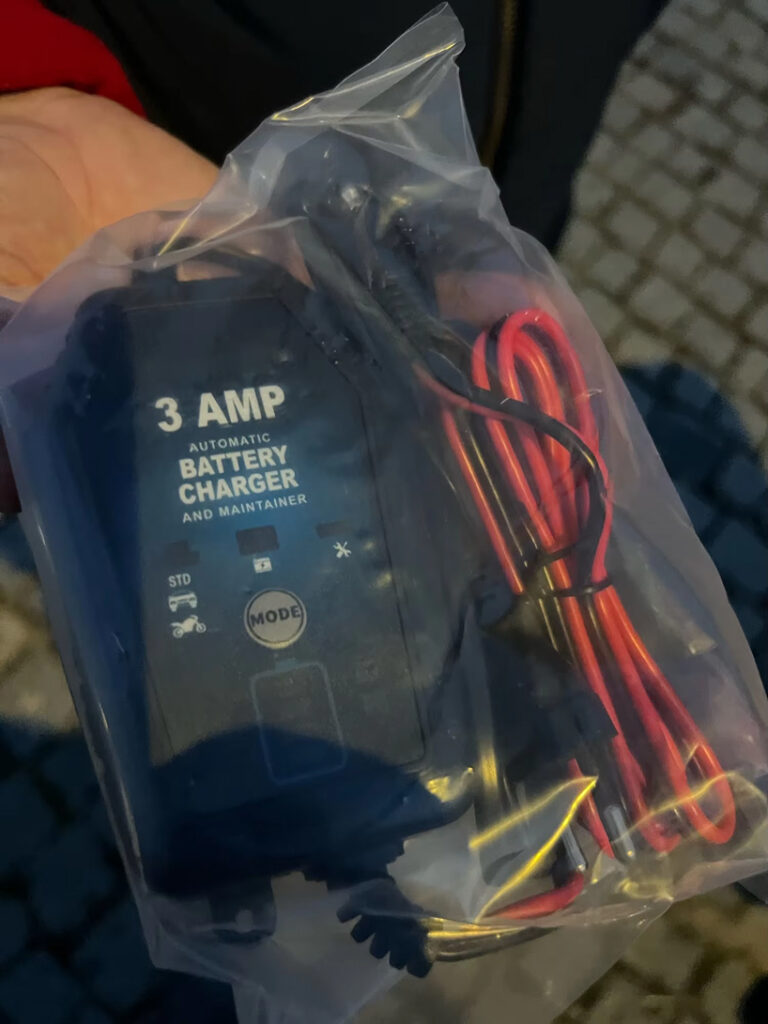 3 AMP
AUTOMATIC
BATTERY
CHARGER
AND MAINTAINER
STD
MODE